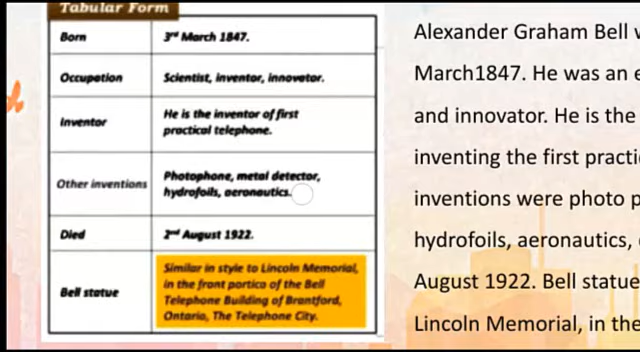 Tabular Form
Born
3rd March 1847.
Occupation
Scientist, inventor, innovator.
Inventor
He is the inventor of first
practical telephone.
Other inventions
Photophone, metal detector,
hydrofoils, aeronautics.
Died
2nd August 1922.
Bell statue
Similar in style to Lincoln Memorial,
in the front portico of the Bell
Telephone Building of Brantford,
Ontario, The Telephone City.
Alexander Graham Bell
March1847. He was an
and innovator. He is the
inventing the first
inventions were photo
hydrofoils, aeronautics,
August 1922. Bell statue
Lincoln Memorial, in the